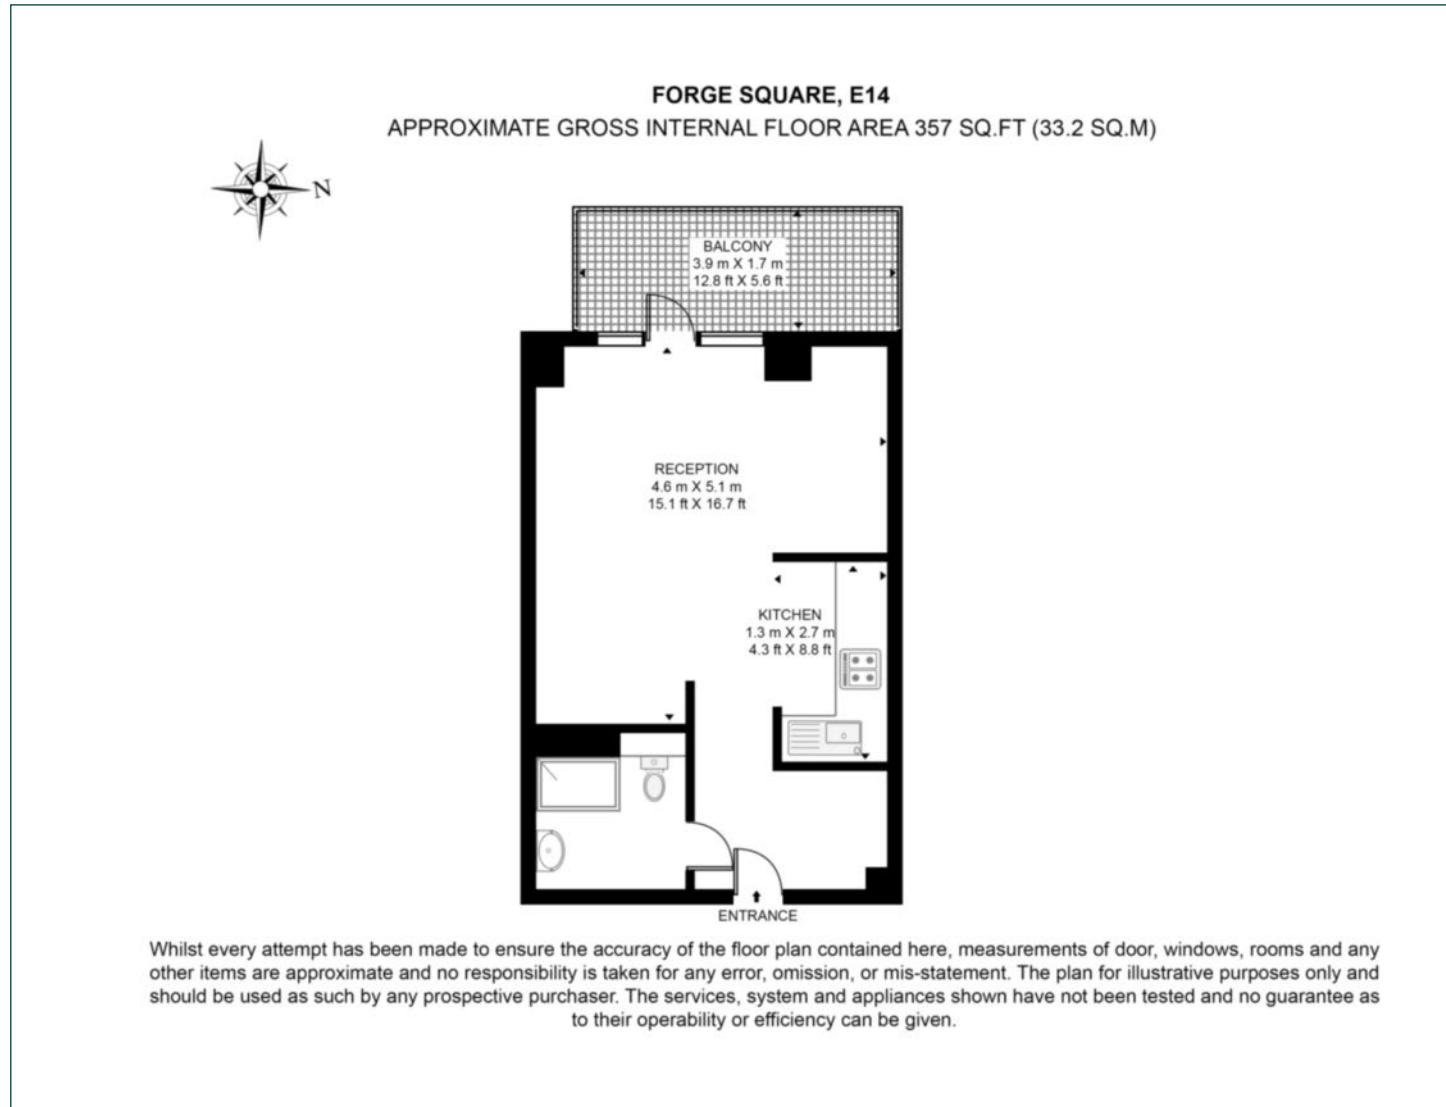 FORGE SQUARE, E14
APPROXIMATE GROSS INTERNAL FLOOR AREA 357 SQ.FT (33.2 SQ.M)
N
BALCONY
3.9 m X 1.7 m
12.8 ft X 5.6 ft
RECEPTION
4.6 m X 5.1 m
15.1 ft X 16.7 ft
KITCHEN
1.3 m X 2.7 m
4.3 ft X 8.8 ft
ENTRANCE
Whilst every attempt has been made to ensure the accuracy of the floor plan contained here, measurements of door, windows, rooms and any
other items are approximate and no responsibility is taken for any error, omission, or mis-statement. The plan for illustrative purposes only and
should be used as such by any prospective purchaser. The services, system and appliances shown have not been tested and no guarantee as
to their operability or efficiency can be given.